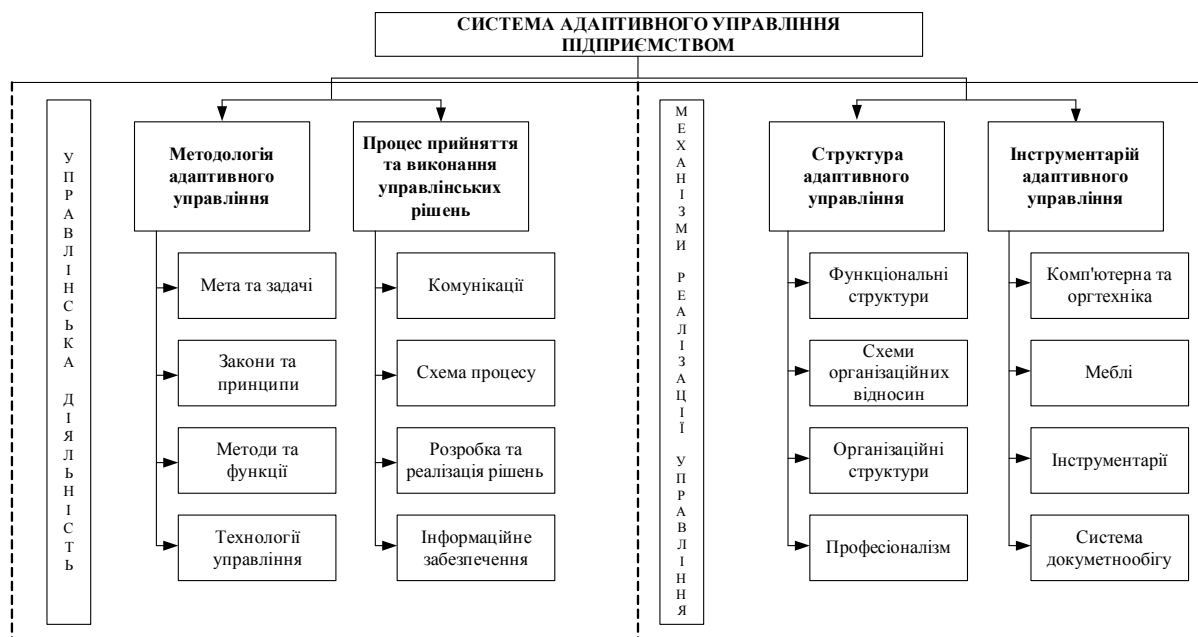 СИСТЕМА АДАПТИВНОГО УПРАВЛІННЯ
ПІДПРИЄМСТВОМ
УПРАВЛІНСЬКА ДІЯЛЬНІСТЬ
Методологія
адаптивного
управління
Мета та задачі
Закони та
принципи
Методи та
функції
Технології
управління
Процес прийняття
та виконання
управлінських
рішень
Комунікації
Схема процесу
Розробка та
реалізація рішень
Інформаційне
забезпечення
МЕХАНІЗМИ РЕАЛІЗАЦІЇ УПРАВЛІННЯ
Структура
адаптивного
управління
Функціональні
структури
Схеми
організаційних
відносин
Організаційні
структури
Професіоналізм
Інструментарій
адаптивного
управління
Комп'ютерна та
оргтехніка
Меблі
Інструментарії
Система
докуметнообігу